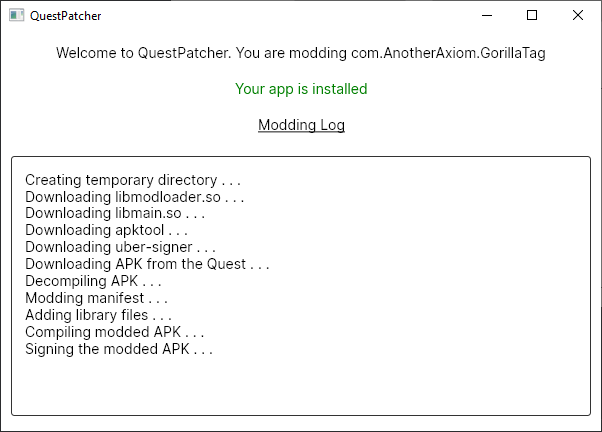 QuestPatcher
Welcome to QuestPatcher. You are modding com.AnotherAxiom.GorillaTag
Your app is installed
Modding Log
Creating temporary directory . . .
Downloading libmodloader.so . . .
Downloading libmain.so . . .
Downloading apktool . . .
Downloading uber-signer . . .
Downloading APK from the Quest . . .
Decompiling APK . . .
Modding manifest . . .
Adding library files . . .
Compiling modded APK . . .
Signing the modded APK . . .